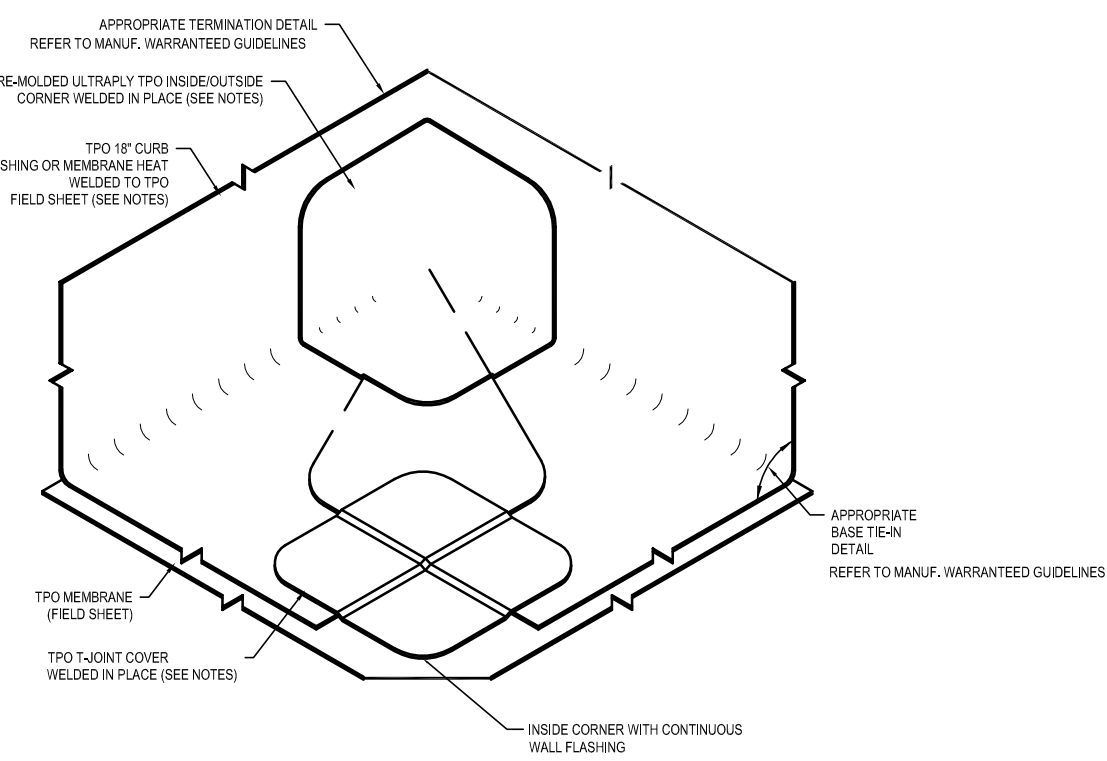 APPROPRIATE TERMINATION DETAIL
REFER TO MANUF. WARRANTEED GUIDELINES
RE-MOLDED ULTRAPLY TPO INSIDE/OUTSIDE
CORNER WELDED IN PLACE (SEE NOTES)
TPO 18" CURB
SHING OR MEMBRANE HEAT
WELDED TO TPO
FIELD SHEET (SEE NOTES)
APPROPRIATE
BASE TIE-IN
DETAIL
REFER TO MANUF. WARRANTEED GUIDELINES
TPO MEMBRANE
(FIELD SHEET)
TPO T-JOINT COVER
WELDED IN PLACE (SEE NOTES)
INSIDE CORNER WITH CONTINUOUS
WALL FLASHING